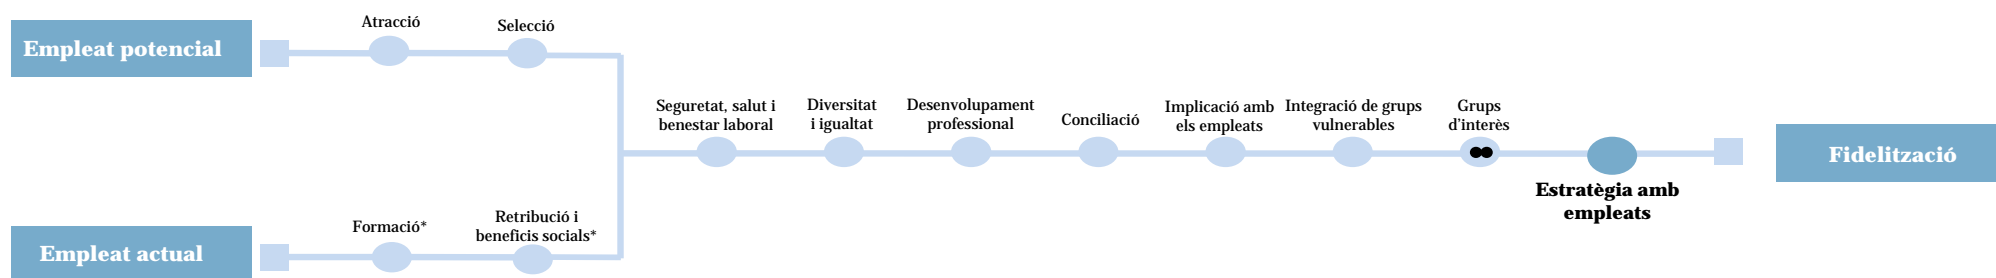 Empleat potencial
Atracció
Selecció
Seguretat, salut i
benestar laboral
Diversitat
i igualtat
Desenvolupament
professional
Conciliació
Implicació amb
els empleats
Integració de grups
vulnerables
Grups
d'interès
Estratègia amb
empleats
Fidelització
Empleat actual
Formació*
Retribució i
beneficis socials*